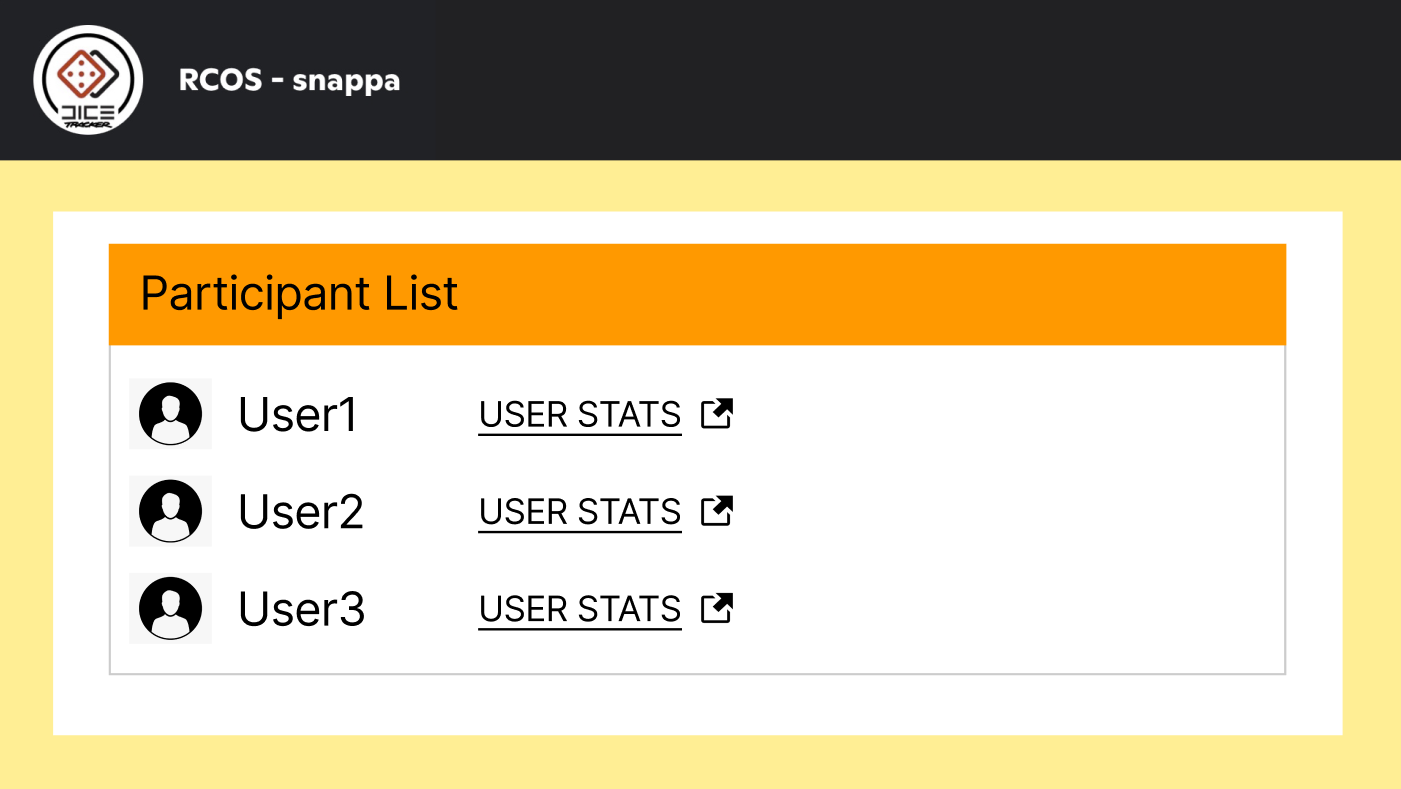 DICE
TRACKER
RCOS - snappa
Participant List
User1 USER STATS
User2 USER STATS
User3 USER STATS